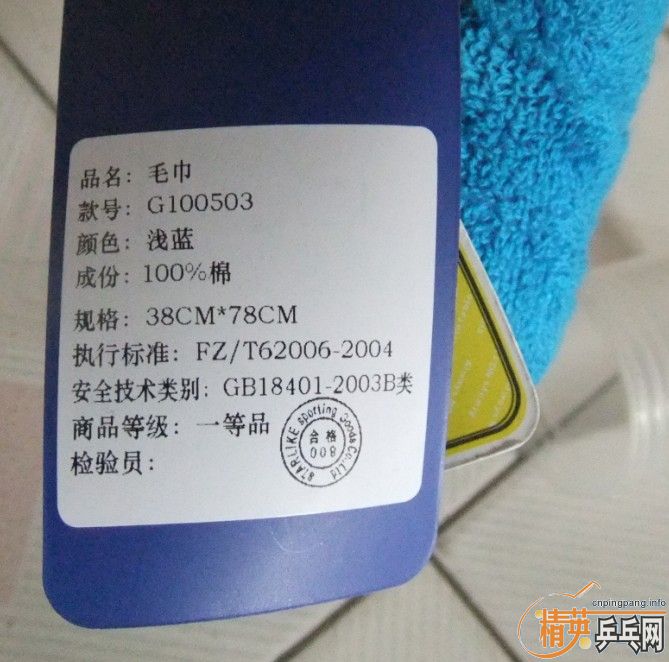 品名：毛巾
款号：G100503
颜色：浅蓝
成份：100%棉
规格：38CM*78CM
执行标准：FZ/T62006-2004
安全技术类别：GB18401-2003B类
商品等级：一等品
检验员：
STARLIKE sporting Goods Co.,Ltd
合格
008
cnpingpang.info
精英乒乓网